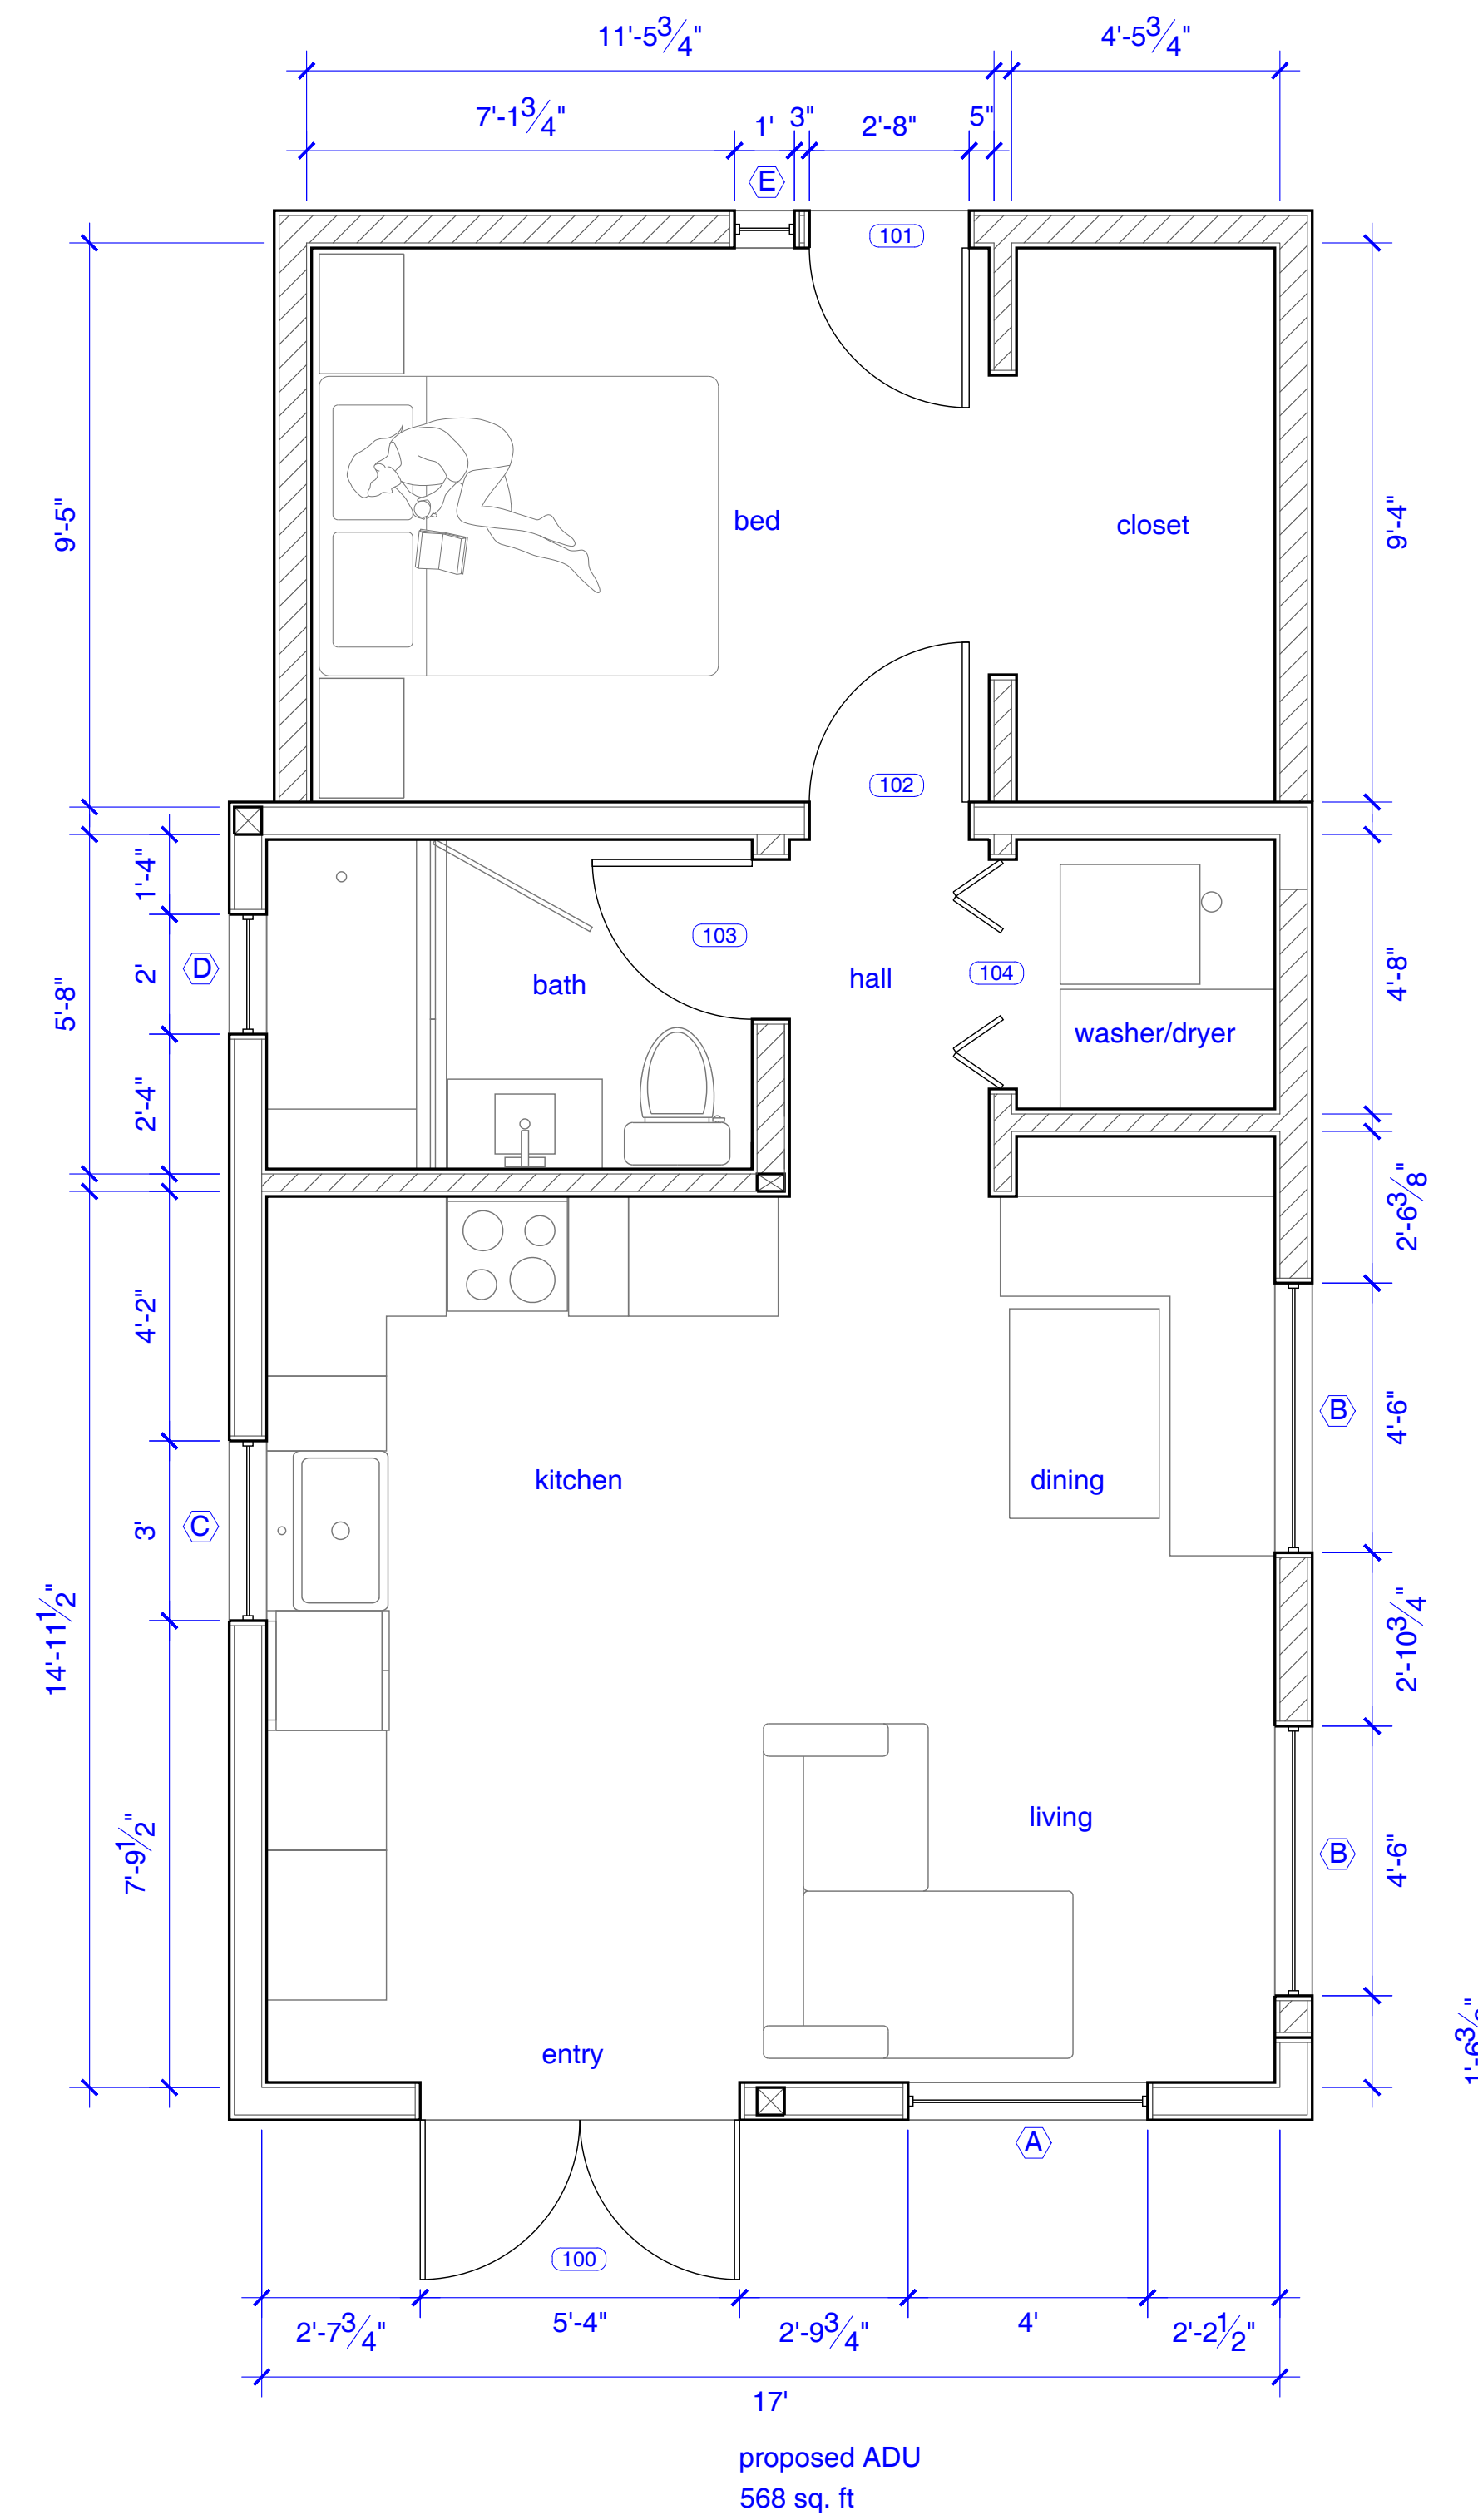 11'-5 3/4"
4'-5 3/4"
7'-1 3/4"
1'
3"
2'-8"
5"
E
101
9'-5"
bed
closet
9'-4"
102
1'-4"
103
D
2'
bath
hall
104
4'-8"
5'-8"
washer/dryer
2'-4"
2'-6 3/8"
4'-2"
B
4'-6"
kitchen
dining
C
3'
14'-11 1/2"
2'-10 3/4"
living
7'-9 1/2"
B
4'-6"
entry
A
100
2'-7 3/4"
5'-4"
2'-9 3/4"
4'
2'-2 1/2"
17'
proposed ADU
568 sq. ft